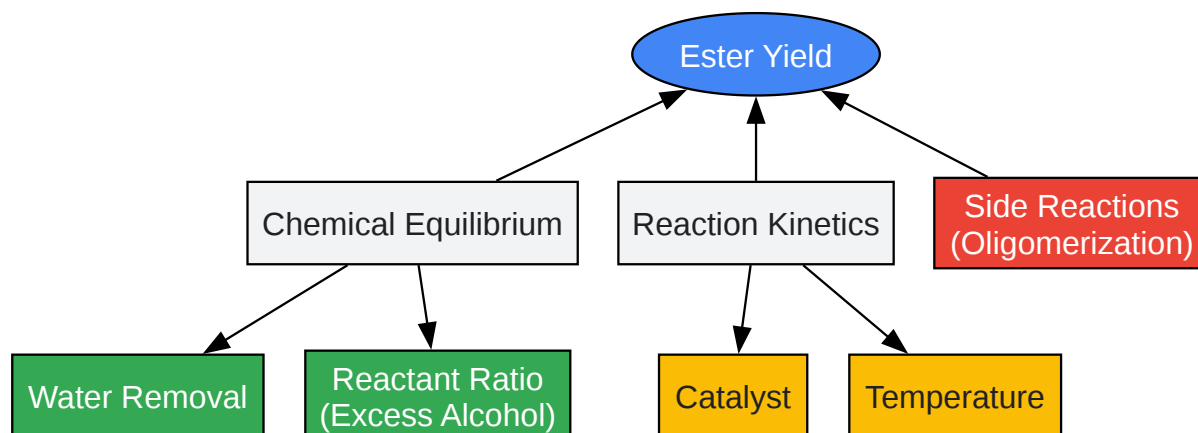 Ester Yield
Chemical Equilibrium
Reaction Kinetics
Side Reactions
(Oligomerization)
Water Removal
Reactant Ratio
(Excess Alcohol)
Catalyst
Temperature